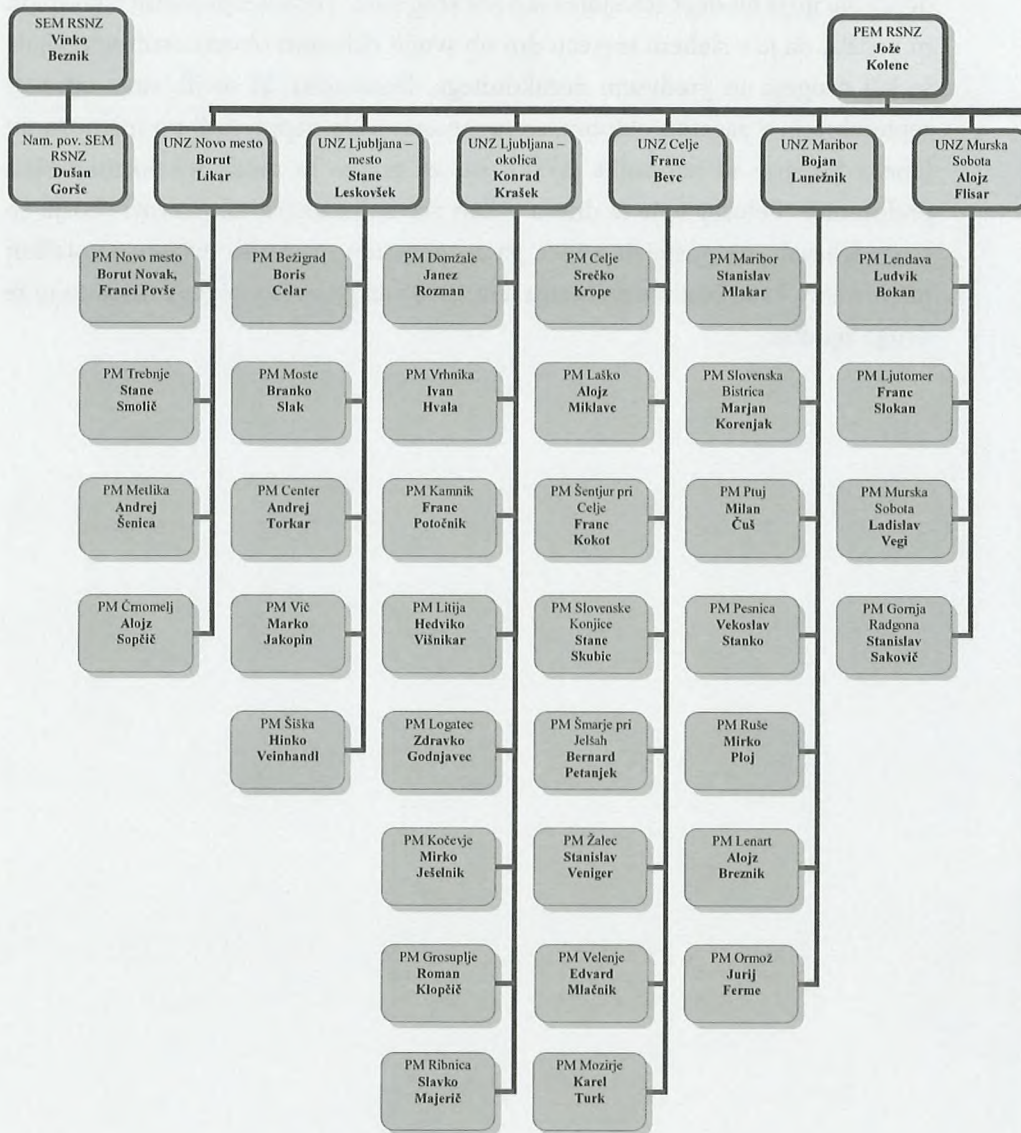 SEM RSNZ
Vinko
Beznik
PEM RSNZ
Jože
Kolenc
Nam. pov. SEM
RSNZ
Dušan
Gorše
UNZ Novo mesto
Borut
Likar
UNZ Ljubljana –
mesto
Stane
Leskovšek
UNZ Ljubljana –
okolica
Konrad
Krašek
UNZ Celje
Franc
Bevc
UNZ Maribor
Bojan
Lunežnik
UNZ Murska
Sobota
Alojz
Flisar
PM Novo mesto
Borut Novak,
Franci Povše
PM Trebnje
Stane
Smolič
PM Metlika
Andrej
Šenica
PM Črnomelj
Alojz
Sopčič
PM Bežigrad
Boris
Celar
PM Moste
Branko
Slak
PM Center
Andrej
Torkar
PM Vič
Marko
Jakopin
PM Šiška
Hinko
Veinhandl
PM Domžale
Janez
Rozman
PM Vrhnika
Ivan
Hvala
PM Kamnik
Franc
Potočnik
PM Litija
Hedviko
Višnikar
PM Logatec
Zdravko
Godnjavec
PM Kočevje
Mirko
Ješelnik
PM Grosuplje
Roman
Klopčič
PM Ribnica
Slavko
Majerič
PM Celje
Srečko
Krope
PM Laško
Alojz
Miklavc
PM Šentjur pri
Celje
Franc
Kokot
PM Slovenske
Konjice
Stane
Skubic
PM Šmarje pri
Jelšah
Bernard
Petanjek
PM Žalec
Stanislav
Veniger
PM Velenje
Edvard
Mlačnik
PM Mozirje
Karel
Turk
PM Maribor
Stanislav
Mlakar
PM Slovenska
Bistrica
Marjan
Korenjak
PM Ptuj
Milan
Čuš
PM Pesnica
Vekoslav
Stanko
PM Ruše
Mirko
Ploj
PM Lenart
Alojz
Breznik
PM Ormož
Jurij
Ferme
PM Lendava
Ludvik
Bokan
PM Ljutomer
Franc
Slokan
PM Murska
Sobota
Ladislav
Vegi
PM Gornja
Radgona
Stanislav
Sakovič